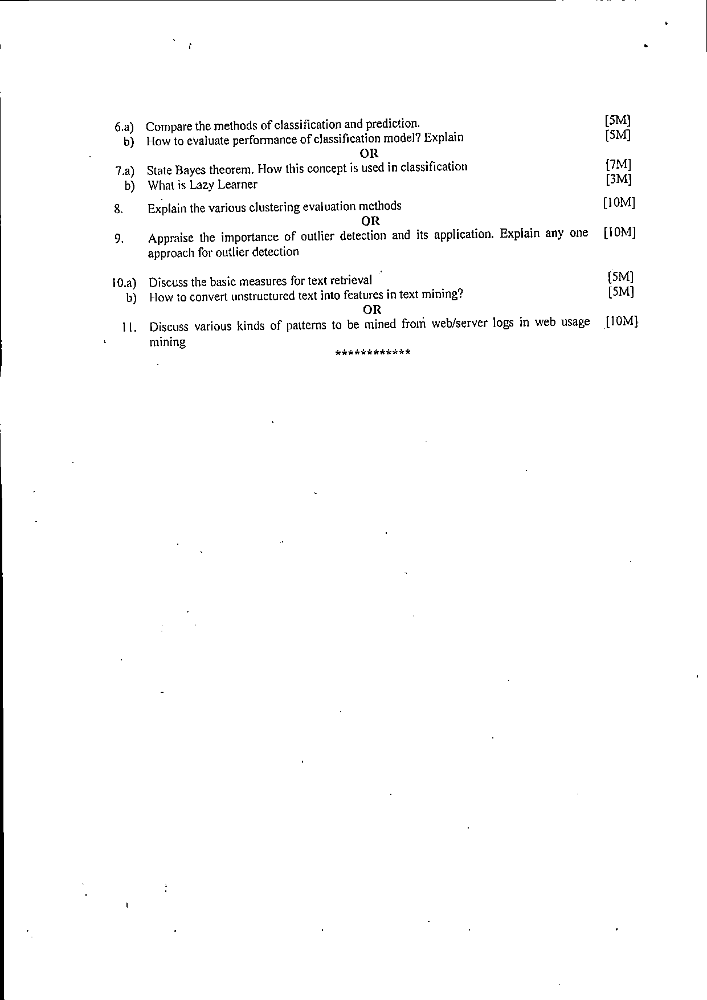 6.a) Compare the methods of classification and prediction. [5M]
b) How to evaluate performance of classification model? Explain [5M]
OR
7.a) State Bayes theorem. How this concept is used in classification [7M]
b) What is Lazy Learner [3M]
8. Explain the various clustering evaluation methods [10M]
OR
9. Appraise the importance of outlier detection and its application. Explain any one [10M]
approach for outlier detection
10.a) Discuss the basic measures for text retrieval [5M]
b) How to convert unstructured text into features in text mining? [5M]
OR
11. Discuss various kinds of patterns to be mined from web/server logs in web usage [10M]
mining
************